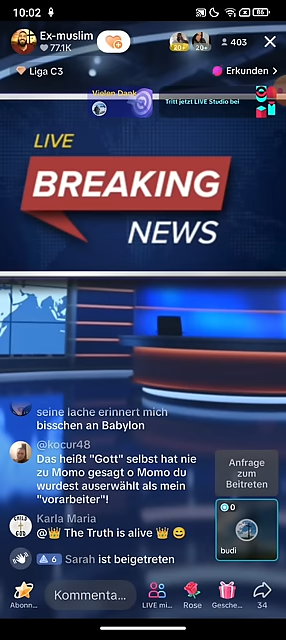 10:02
86
Ex-muslim
77.1K
20+
20+
403
Liga C3
Erkunden >
Vielen Dank
Tritt jetzt LIVE Studio bei
LIVE
BREAKING
NEWS
seine lache erinnert mich
bisschen an Babylon
@kocur48
Das heißt "Gott" selbst hat nie
zu Momo gesagt o Momo du
wurdest auserwählt als mein
"vorarbeiter"!
Anfrage
zum
Beitreten
Karla Maria
@👑 The Truth is alive 👑 😄
0
budi
6 Sarah ist beigetreten
Kommenta...
Abonn...
LIVE mi...
Rose
Gesche...
34